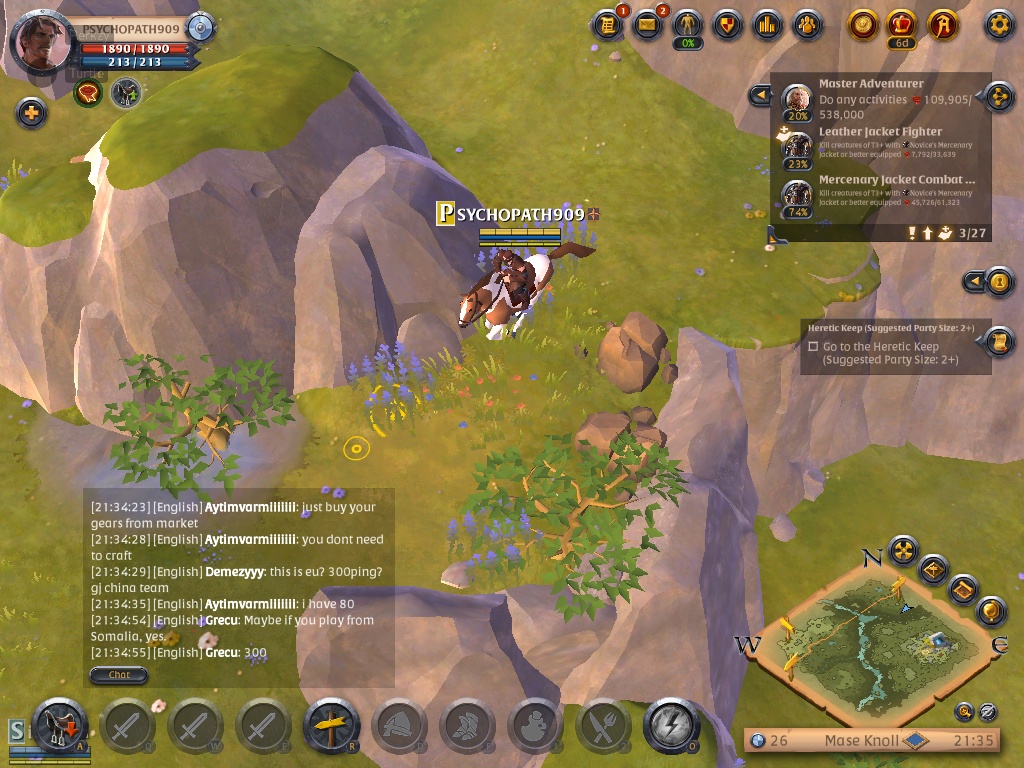 PSYCHOPATH909
1890 / 1890
213 / 213
Turtle
1
2
0%
6d
Master Adventurer
Do any activities 109,905/
538,000
20%
Leather Jacket Fighter
Kill creatures of T3+ with Novice's Mercenary
Jacket or better equipped 7,792/33,639
23%
Mercenary Jacket Combat ...
Kill creatures of T3+ with Novice's Mercenary
Jacket or better equipped 45,726/61,323
74%
3/27
PSYCHOPATH909
Heretic Keep (Suggested Party Size: 2+)
Go to the Heretic Keep
(Suggested Party Size: 2+)
[21:34:23] [English] Aytimvarmiiiiiii: just buy your
gears from market
[21:34:28] [English] Aytimvarmiiiiiii: you dont need
to craft
[21:34:29] [English] Demezyyy: this is eu? 300ping?
gj china team
[21:34:35] [English] Aytimvarmiiiiiii: i have 80
[21:34:54] [English] Grecu: Maybe if you play from
Somalia, yes.
[21:34:55] [English] Grecu: 300
Chat
N
W
E
S
A
Q
W
E
R
D
F
O
26
Mase Knoll
21:35